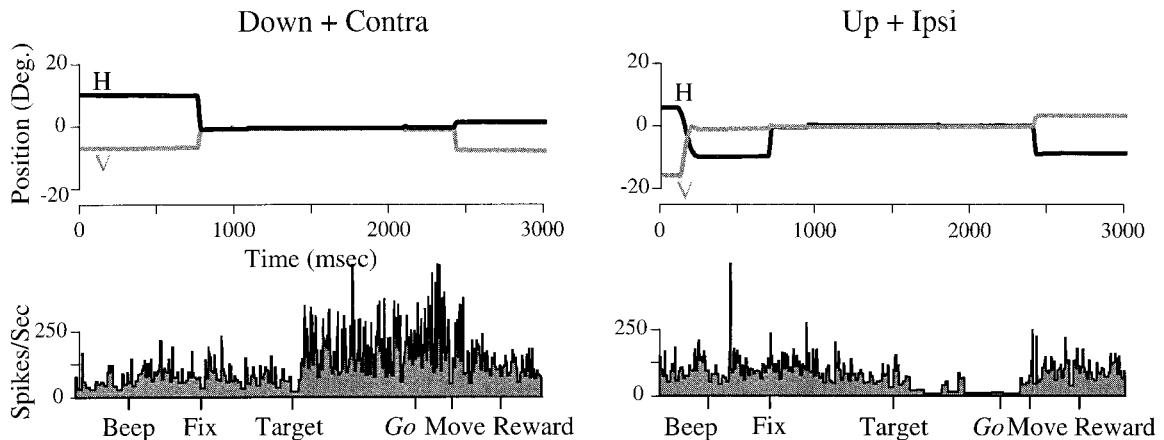 Down + Contra
Up + Ipsi
Position (Deg.)
20
0
-20
H
V
0
1000
2000
3000
Time (msec)
20
0
-20
H
V
0
1000
2000
3000
Spikes/Sec
250
0
Beep Fix Target Go Move Reward
250
0
Beep Fix Target Go Move Reward